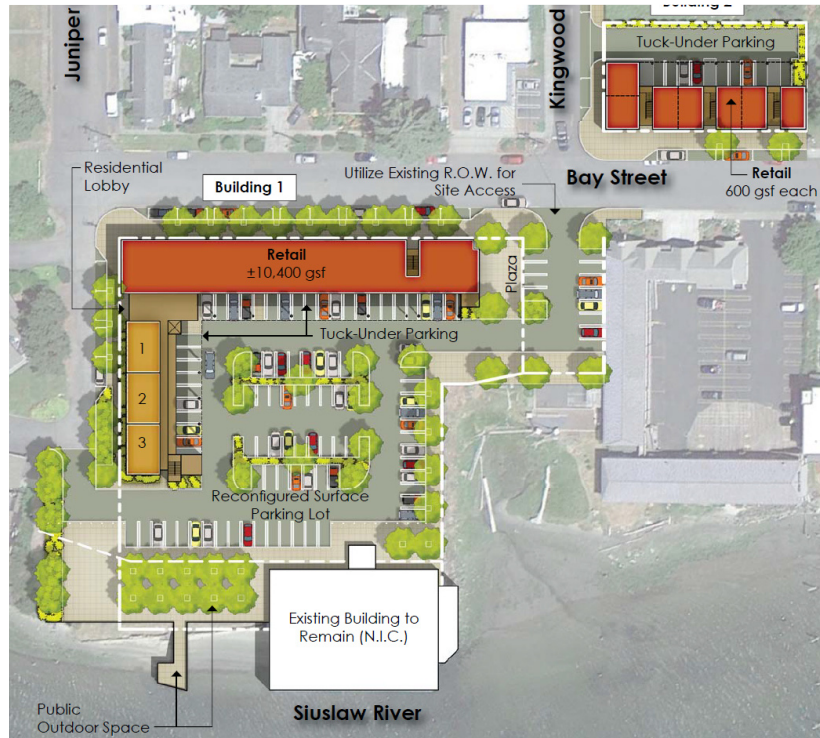 Juniper
Kingwood
Building 2
Tuck-Under Parking
Residential
Lobby
Building 1
Utilize Existing R.O.W. for
Site Access
Bay Street
Retail
600 gsf each
Retail
±10,400 gsf
Plaza
Tuck-Under Parking
1
2
3
Reconfigured Surface
Parking Lot
Existing Building to
Remain (N.I.C.)
Public
Outdoor Space
Siuslaw River